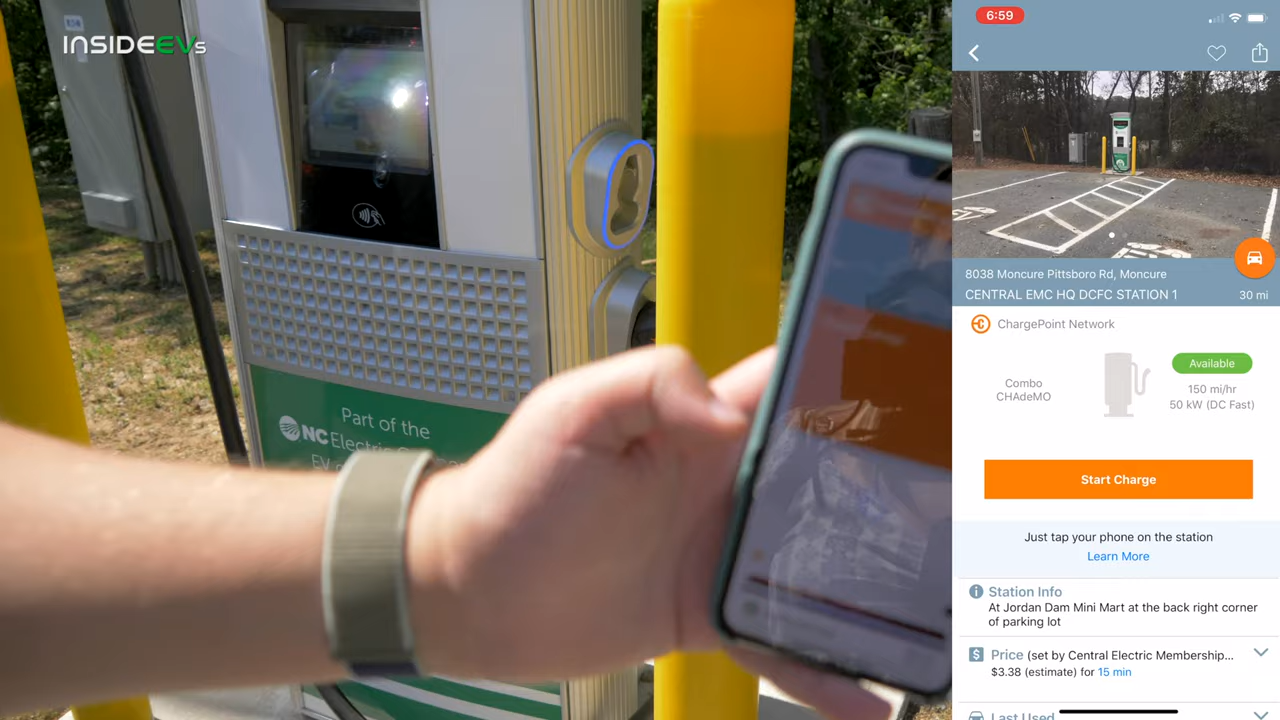 INSIDEEVs
Part of the
NC Electric
EV
6:59
8038 Moncure Pittsboro Rd, Moncure
CENTRAL EMC HQ DCFC STATION 1
30 mi
ChargePoint Network
Combo
CHAdeMO
Available
150 mi/hr
50 kW (DC Fast)
Start Charge
Just tap your phone on the station
Learn More
Station Info
At Jordan Dam Mini Mart at the back right corner
of parking lot
Price (set by Central Electric Membership...
$3.38 (estimate) for 15 min
Last Used